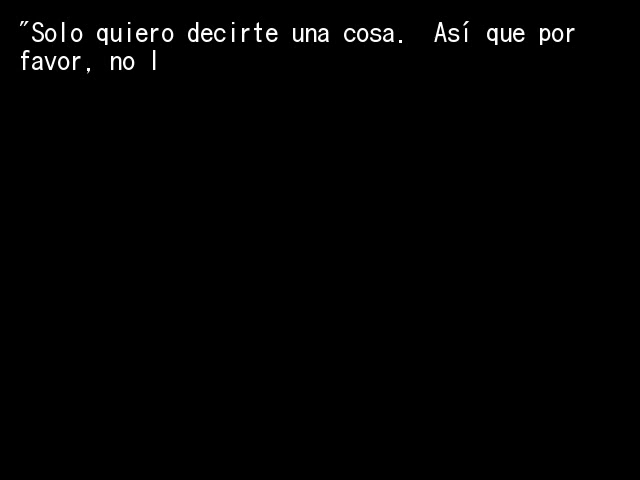 "Solo quiero decirte una cosa.  Así que por
favor, no l